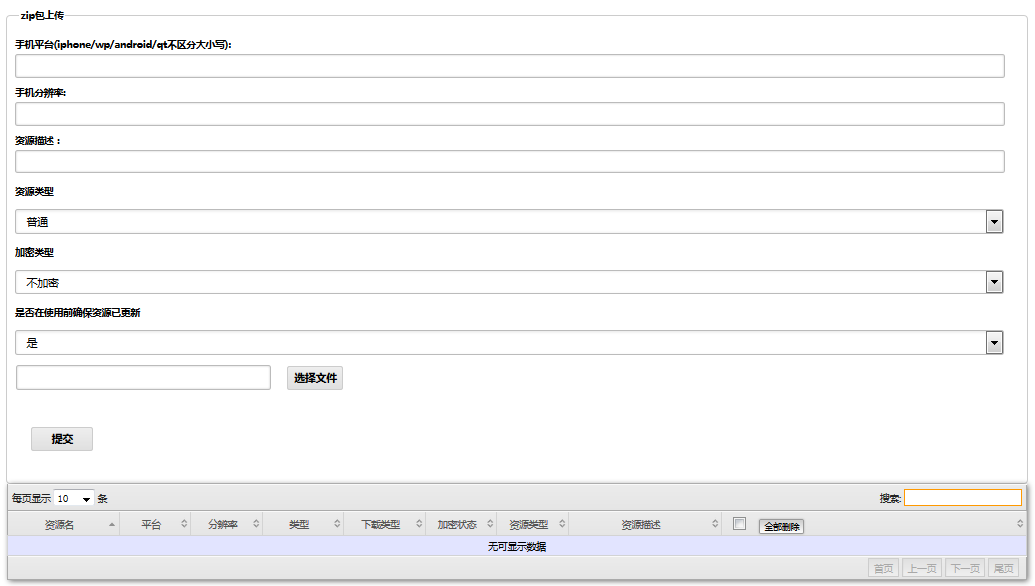 zip包上传
手机平台(iphone/wp/android/qt不区分大小写):
手机分辨率:
资源描述：
资源类型
普通
加密类型
不加密
是否在使用前确保资源已更新
是
选择文件
提交
每页显示 10 条 搜索:
资源名 平台 分辨率 类型 下载类型 加密状态 资源类型 资源描述 全部删除
无可显示数据
首页 上一页 下一页 尾页